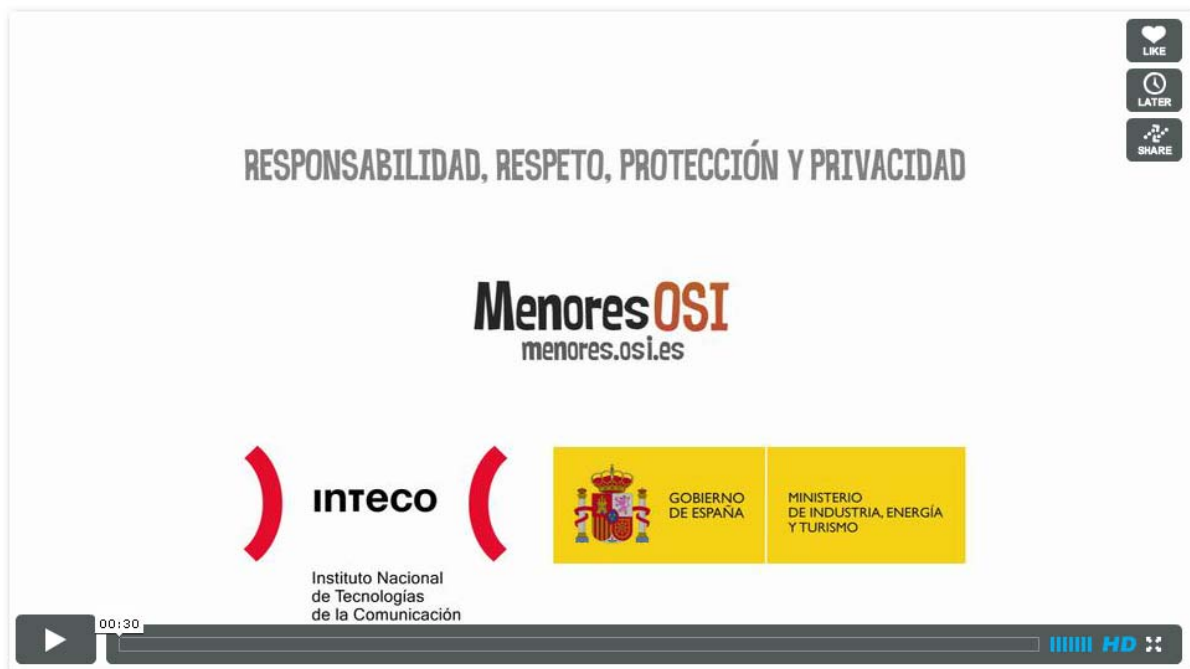 LIKE
LATER
SHARE
RESPONSABILIDAD, RESPETO, PROTECCIÓN Y PRIVACIDAD
MenoresOSI
menores.osi.es
INTECO
Instituto Nacional
de Tecnologías
de la Comunicación
GOBIERNO
DE ESPAÑA
MINISTERIO
DE INDUSTRIA, ENERGÍA
Y TURISMO
00:30
HD